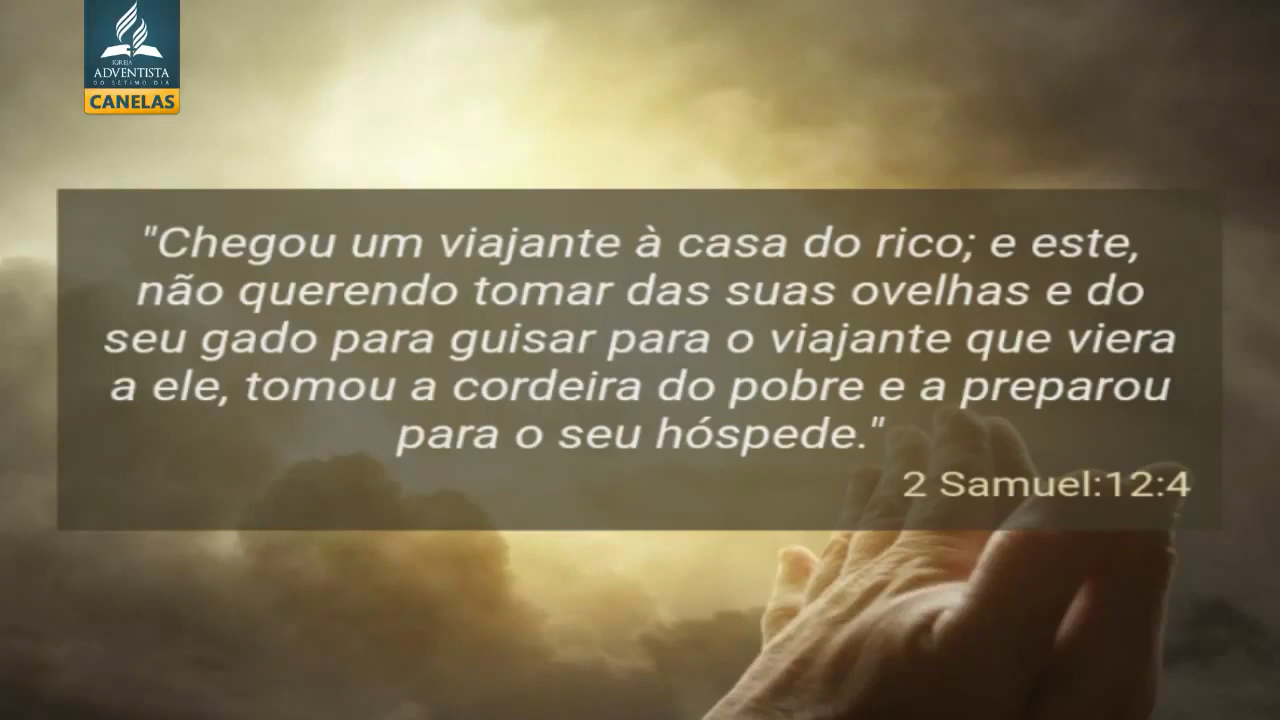 IGREJA
ADVENTISTA
DO SÉTIMO DIA
CANELAS
"Chegou um viajante à casa do rico; e este,
não querendo tomar das suas ovelhas e do
seu gado para guisar para o viajante que viera
a ele, tomou a cordeira do pobre e a preparou
para o seu hóspede."
2 Samuel:12:4